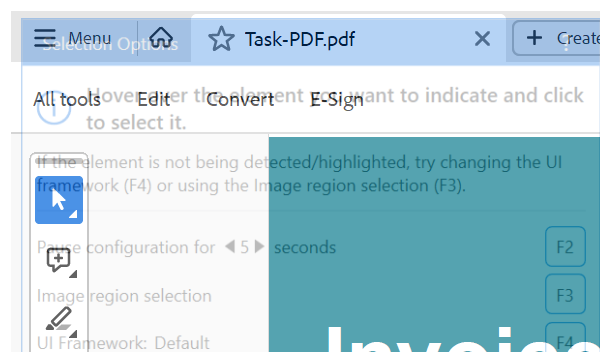 Menu
Selection Options
Task-PDF.pdf
Create
?
All tools
Edit
Convert
E-Sign
Hover over the element you want to indicate and click
to select it.
If the element is not being detected/highlighted, try changing the UI
framework (F4) or using the Image region selection (F3).
Pause configuration for 5 seconds
F2
Image region selection
F3
UI Framework: Default
F4
Invoice